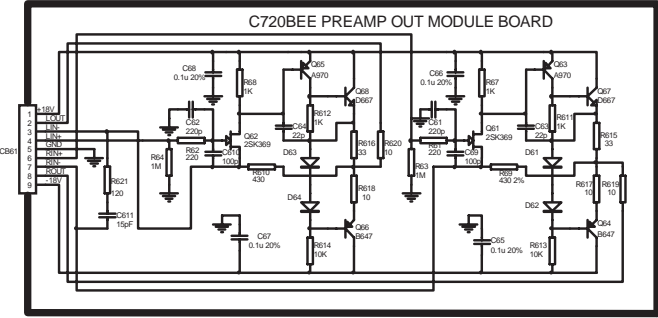 C720BEE PREAMP OUT MODULE BOARD
CB61
1 +18V
2 LOUT
3 LIN-
4 LIN+
5 GND
6 RIN+
7 RIN-
8 ROUT
9 -18V
R621
120
C611
15pF
C68
0.1u 20%
C62
220p
R62
220
R64
1M
C610
100p
Q62
2SK369
R68
1K
R610
430
C67
0.1u 20%
Q65
A970
C64
22p
R612
1K
Q68
D667
D63
D64
R616
33
R620
10
R618
10
Q66
B647
R614
10K
C66
0.1u 20%
C61
220p
R61
220
R63
1M
C69
100p
Q61
2SK369
R67
1K
R69
430 2%
C65
0.1u 20%
Q63
A970
C63
22p
R611
1K
Q67
D667
D61
D62
R615
33
R617
10
R619
10
Q64
B647
R613
10K